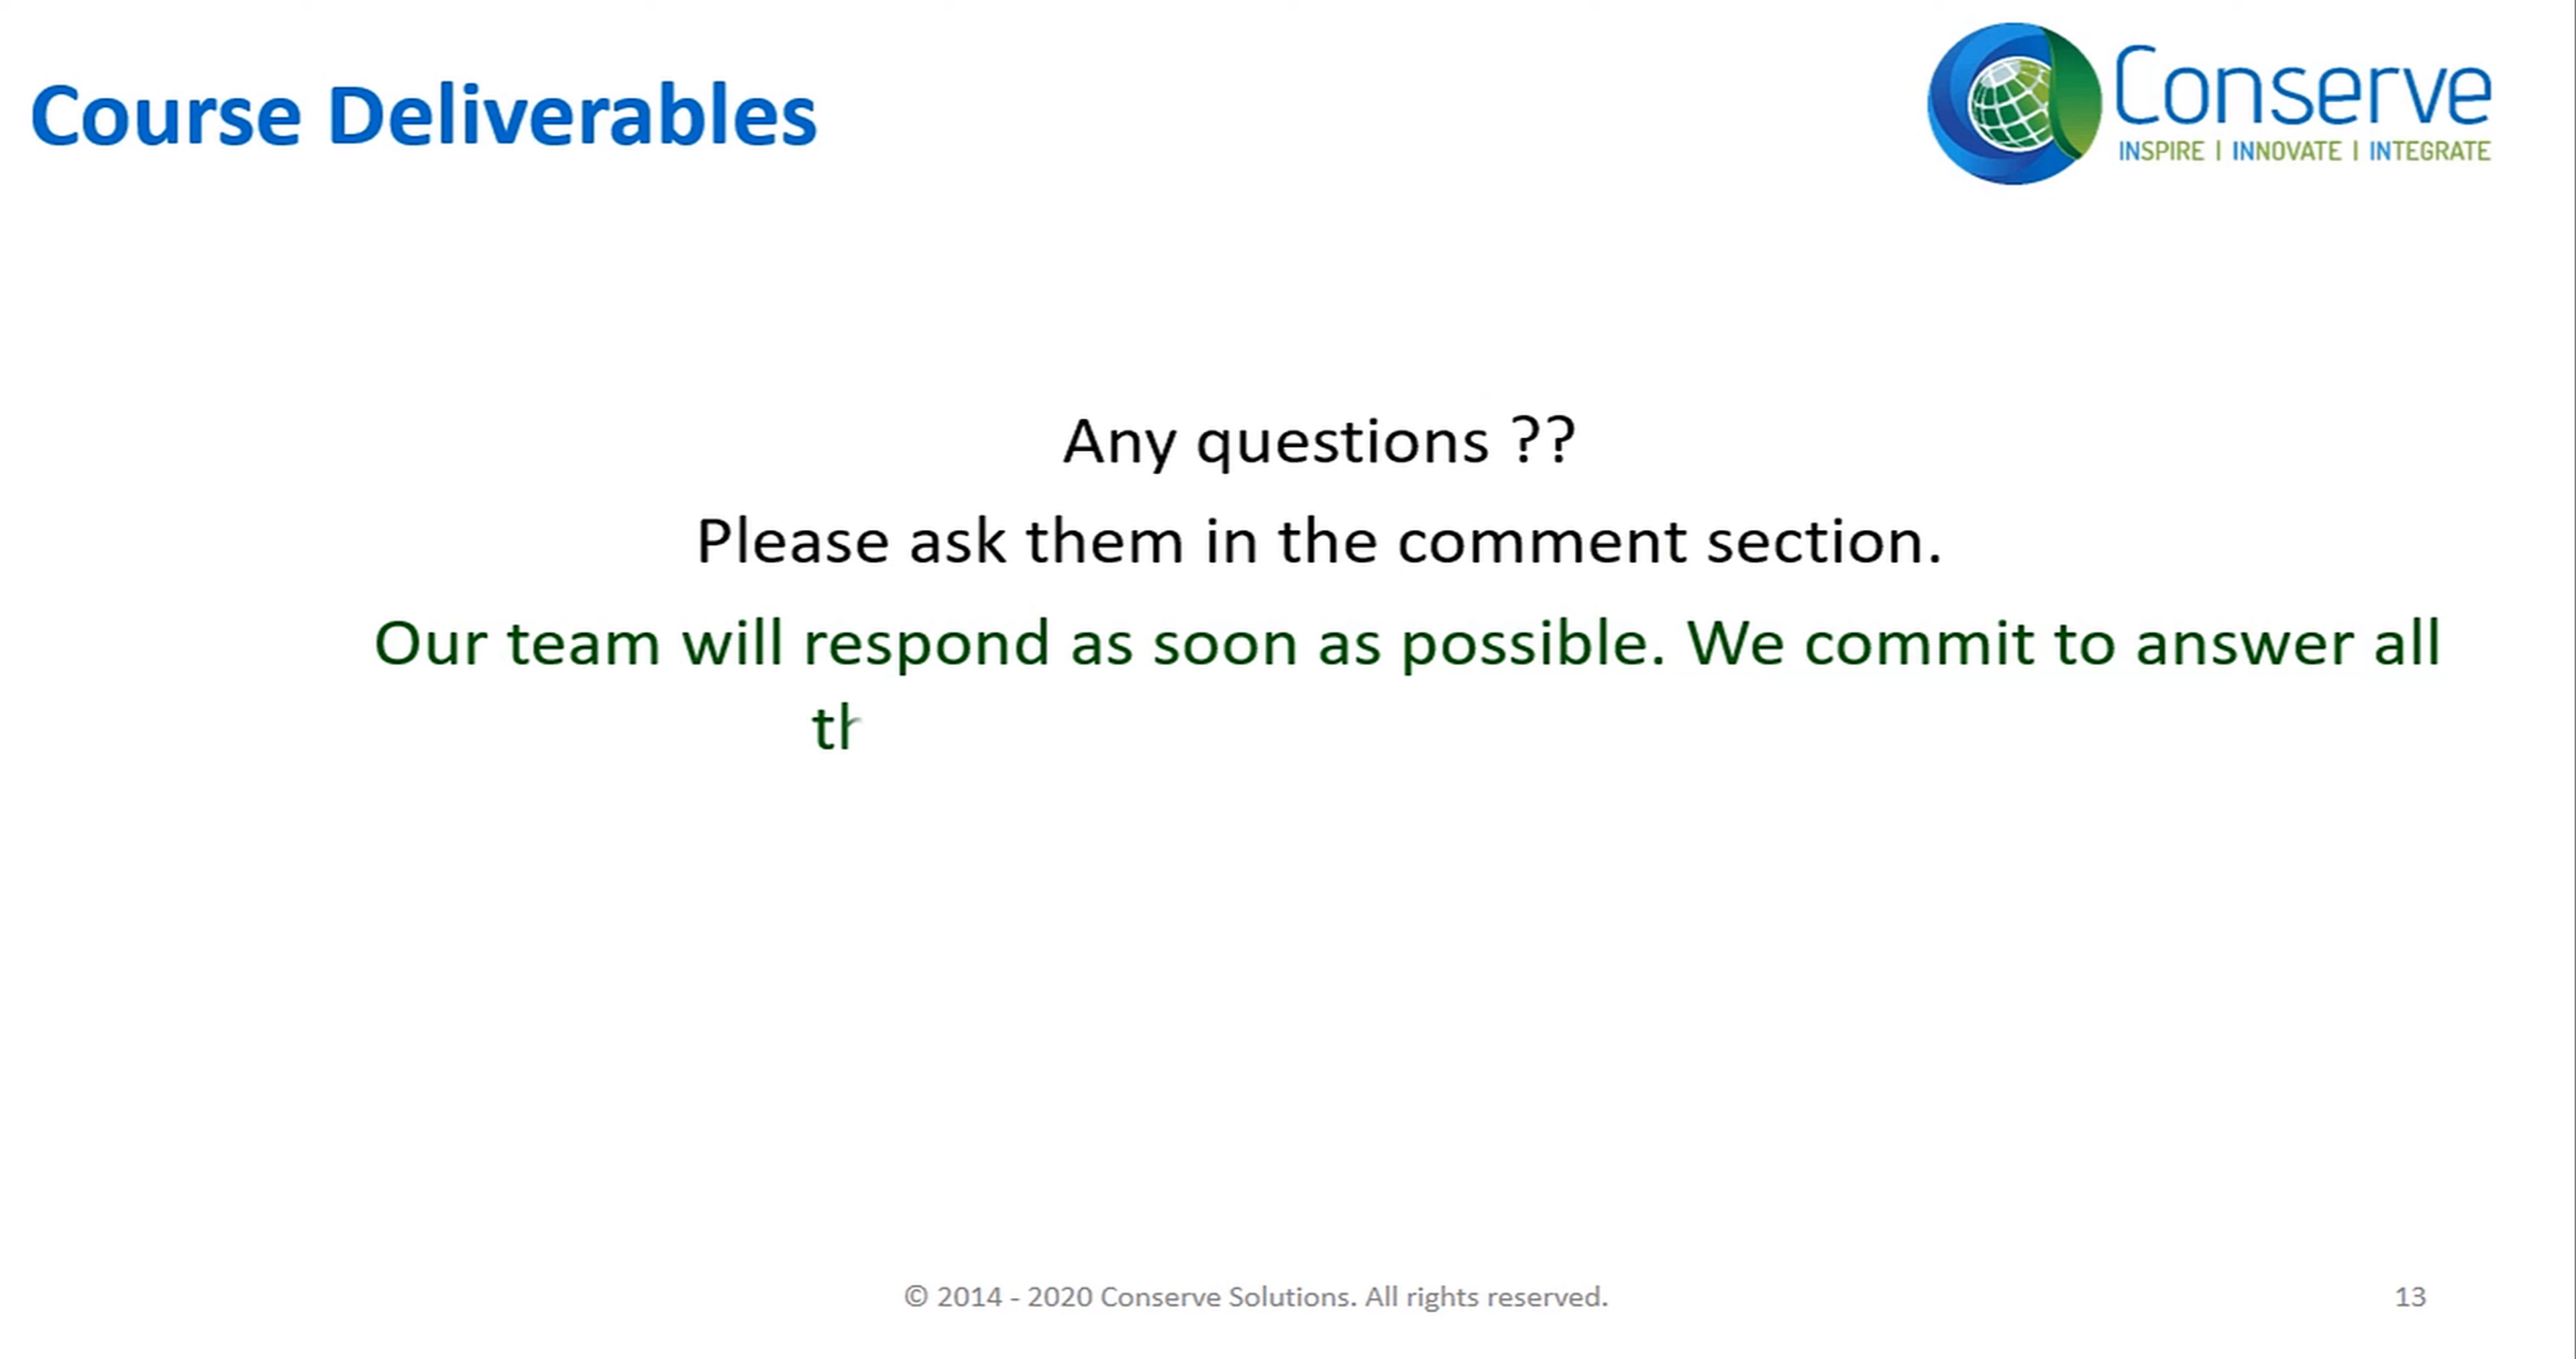 Course Deliverables
Conserve
INSPIRE | INNOVATE | INTEGRATE
Any questions ??
Please ask them in the comment section.
Our team will respond as soon as possible. We commit to answer all
© 2014 - 2020 Conserve Solutions. All rights reserved.
13